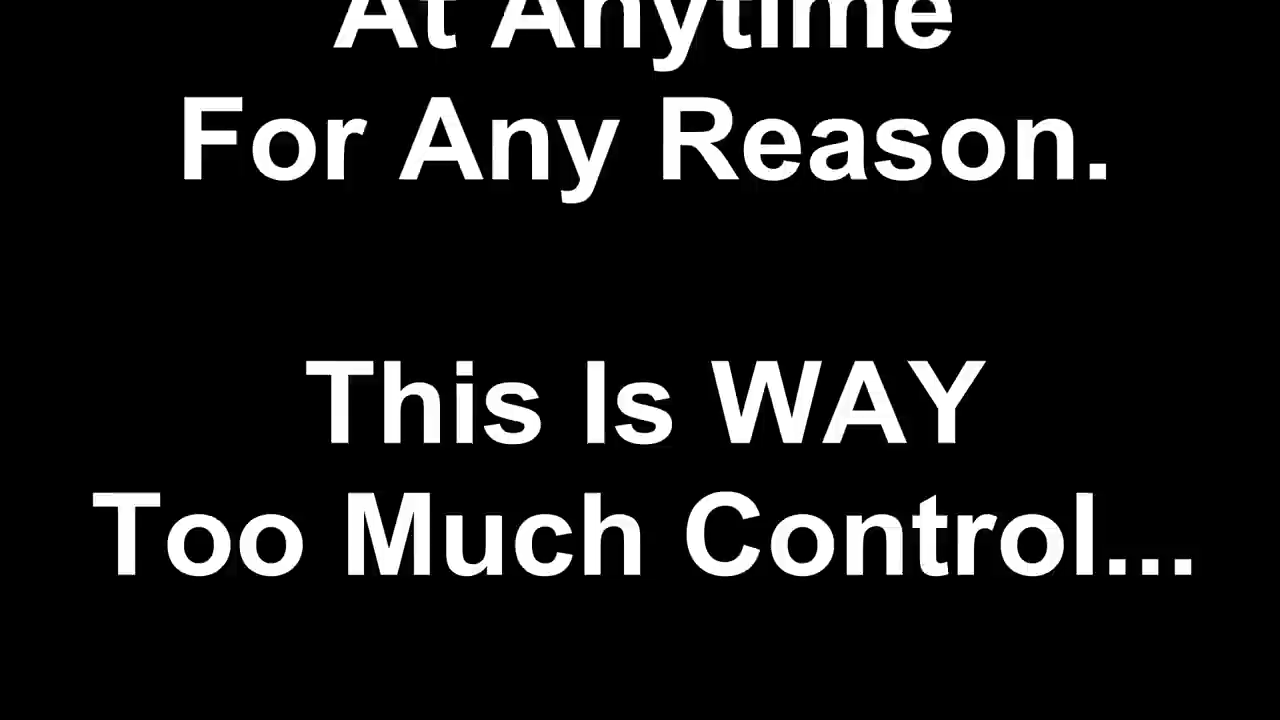 At Anytime
For Any Reason.
This Is WAY
Too Much Control...